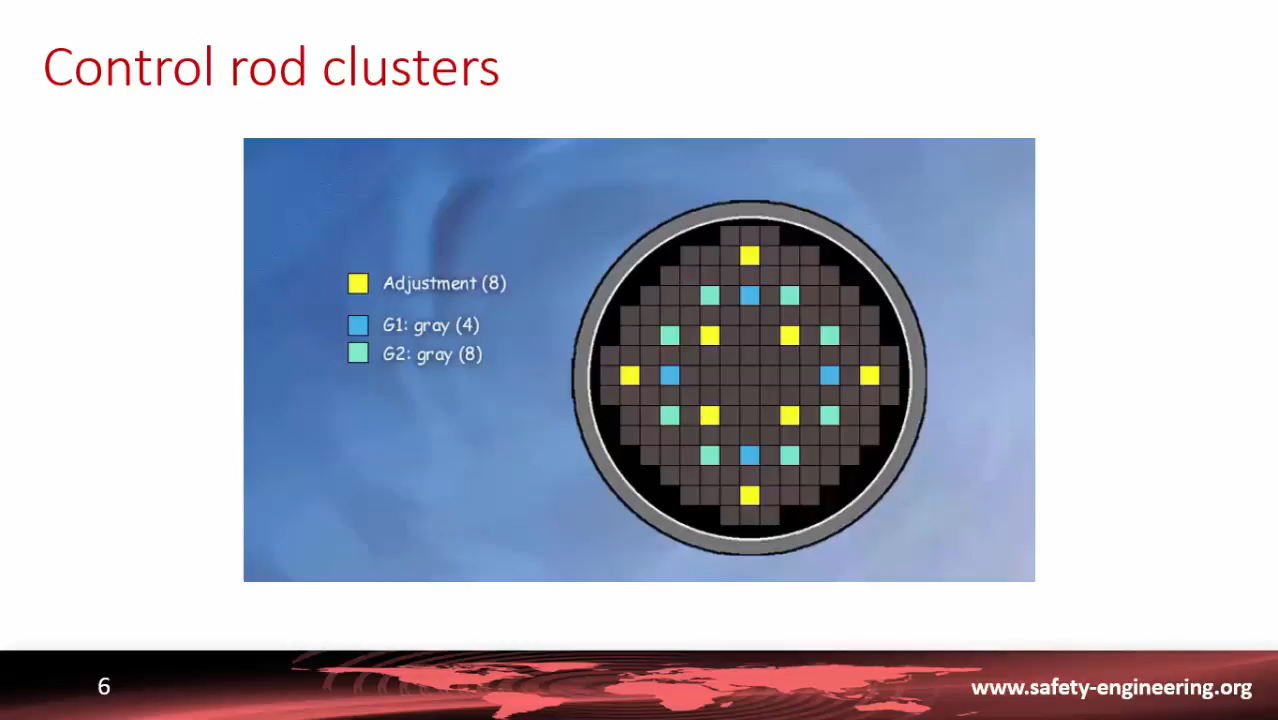 Control rod clusters
Adjustment (8)
G1: gray (4)
G2: gray (8)
6
www.safety-engineering.org